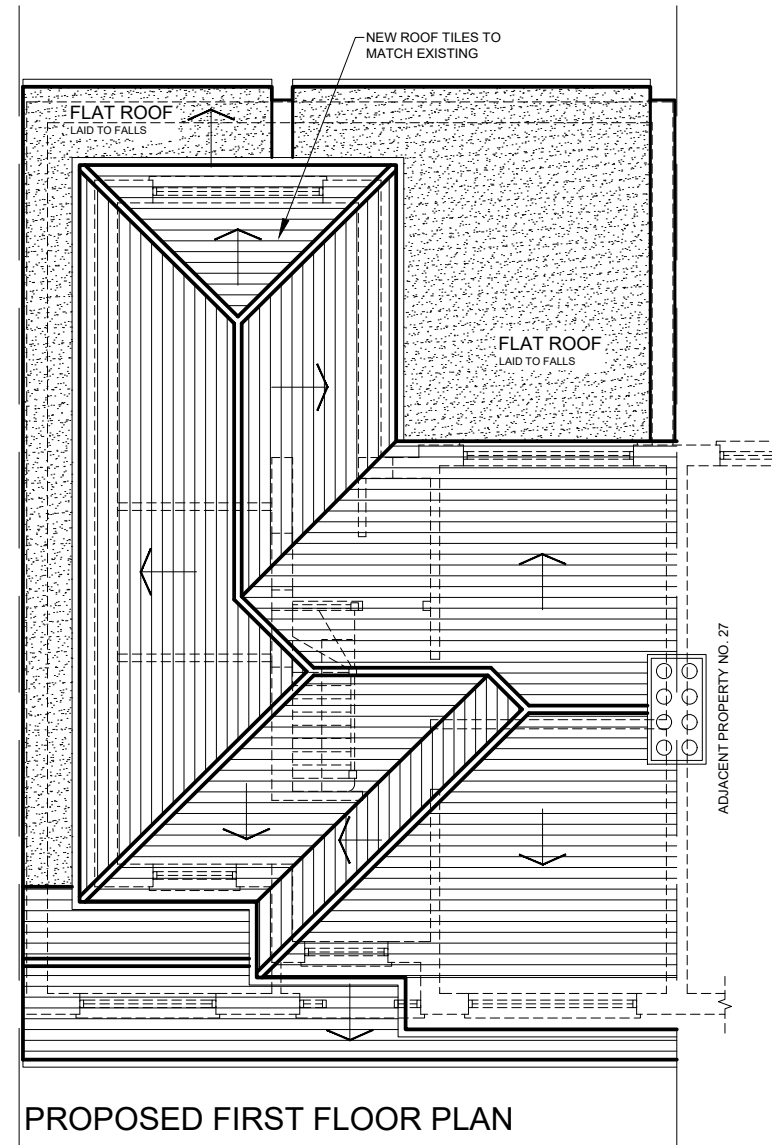 NEW ROOF TILES TO
MATCH EXISTING
FLAT ROOF
LAID TO FALLS
FLAT ROOF
LAID TO FALLS
ADJACENT PROPERTY NO. 27
PROPOSED FIRST FLOOR PLAN